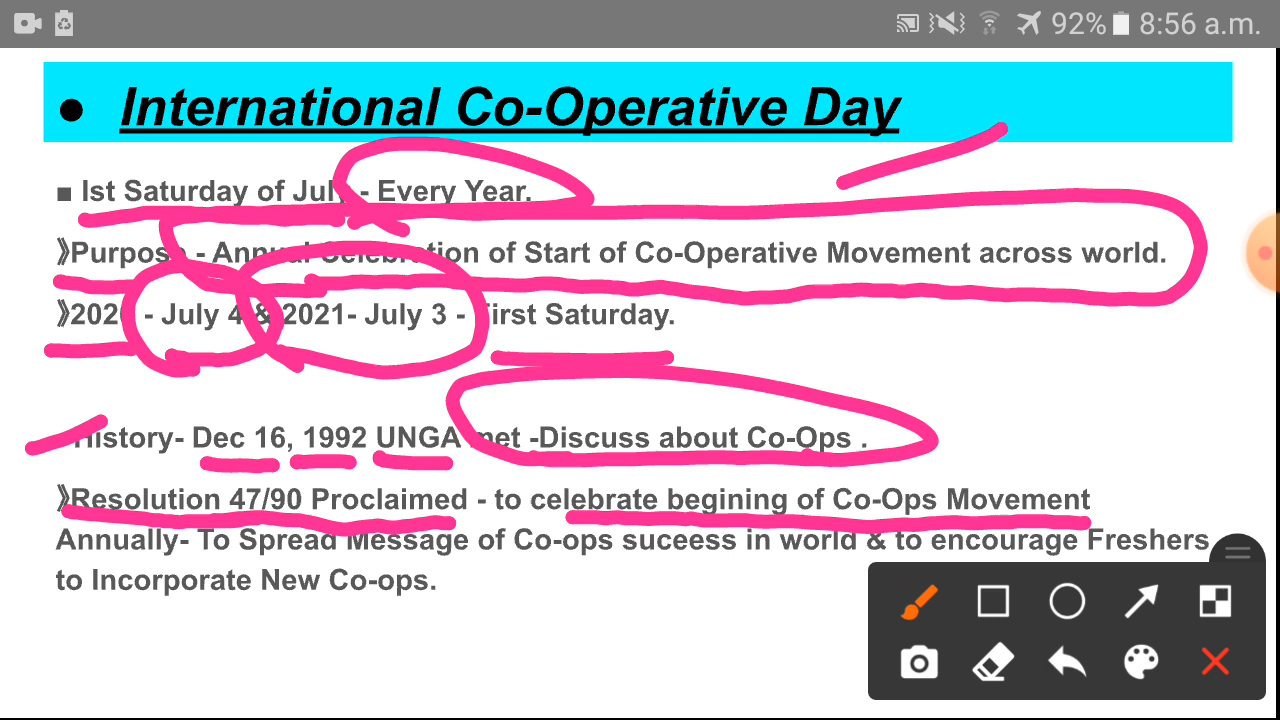 92% 8:56 a.m.
● International Co-Operative Day
■ Ist Saturday of July - Every Year.
》Purpose - Annual Celebration of Start of Co-Operative Movement across world.
》2020 - July 4 & 2021- July 3 - First Saturday.
History- Dec 16, 1992 UNGA met -Discuss about Co-Ops .
》Resolution 47/90 Proclaimed - to celebrate begining of Co-Ops Movement
Annually- To Spread Message of Co-ops suceess in world & to encourage Freshers
to Incorporate New Co-ops.